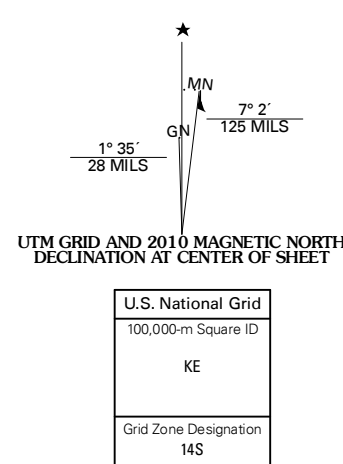 MN
GN
7° 2´
125 MILS
1° 35´
28 MILS
UTM GRID AND 2010 MAGNETIC NORTH
DECLINATION AT CENTER OF SHEET
U.S. National Grid
100,000-m Square ID
KE
Grid Zone Designation
14S